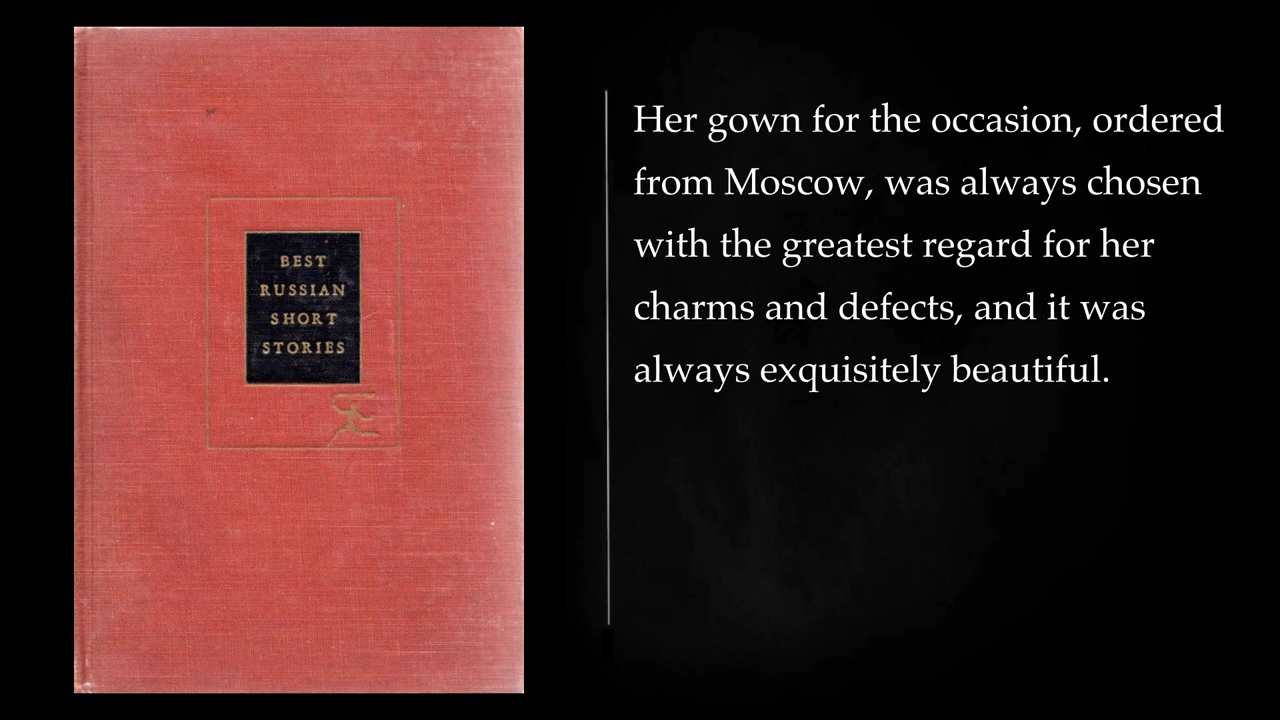 BEST
RUSSIAN
SHORT
STORIES
Her gown for the occasion, ordered
from Moscow, was always chosen
with the greatest regard for her
charms and defects, and it was
always exquisitely beautiful.